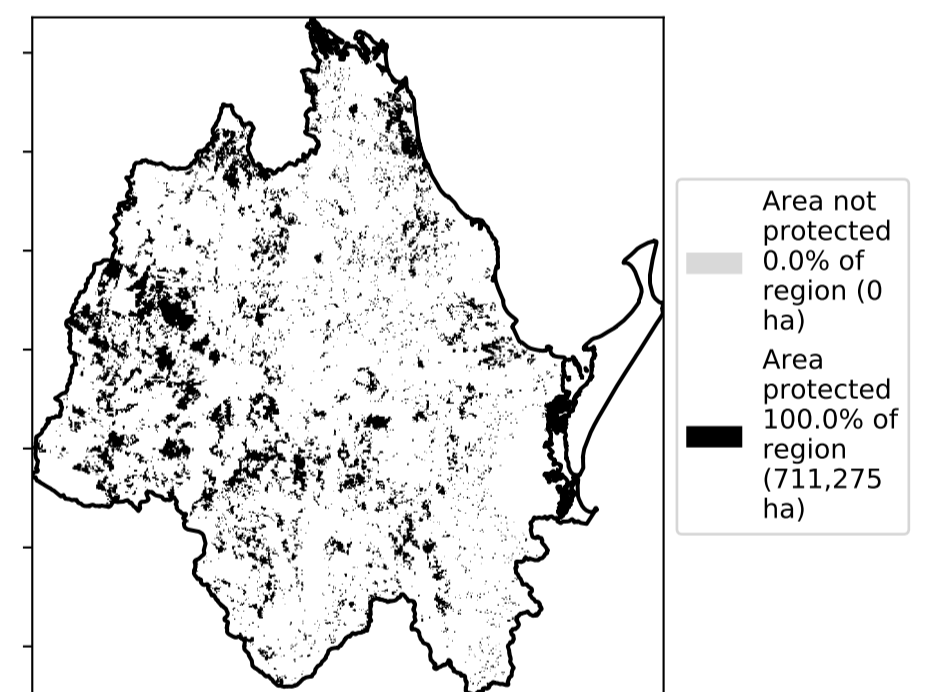 Area not
protected
0.0% of
region (0
ha)
Area
protected
100.0% of
region
(711,275
ha)